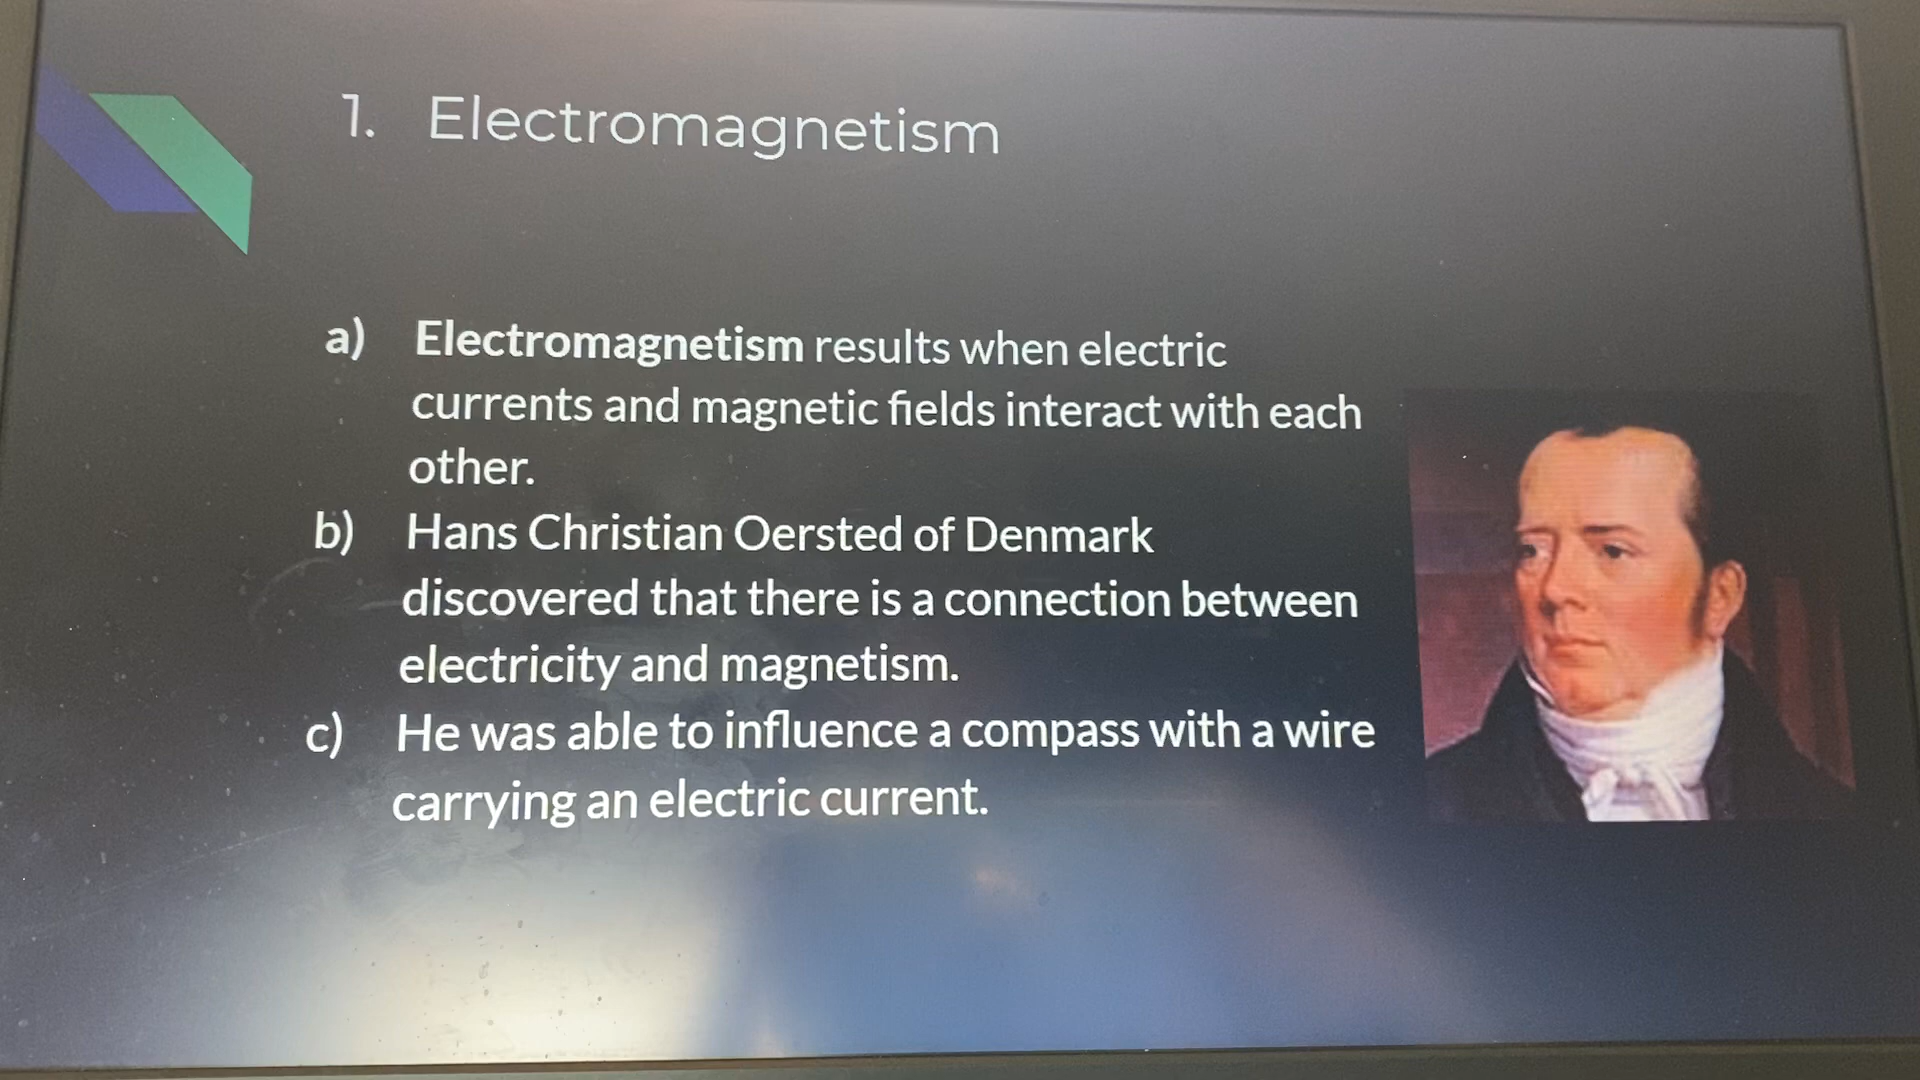 1. Electromagnetism
a) Electromagnetism results when electric
currents and magnetic fields interact with each
other.
b) Hans Christian Oersted of Denmark
discovered that there is a connection between
electricity and magnetism.
c) He was able to influence a compass with a wire
carrying an electric current.